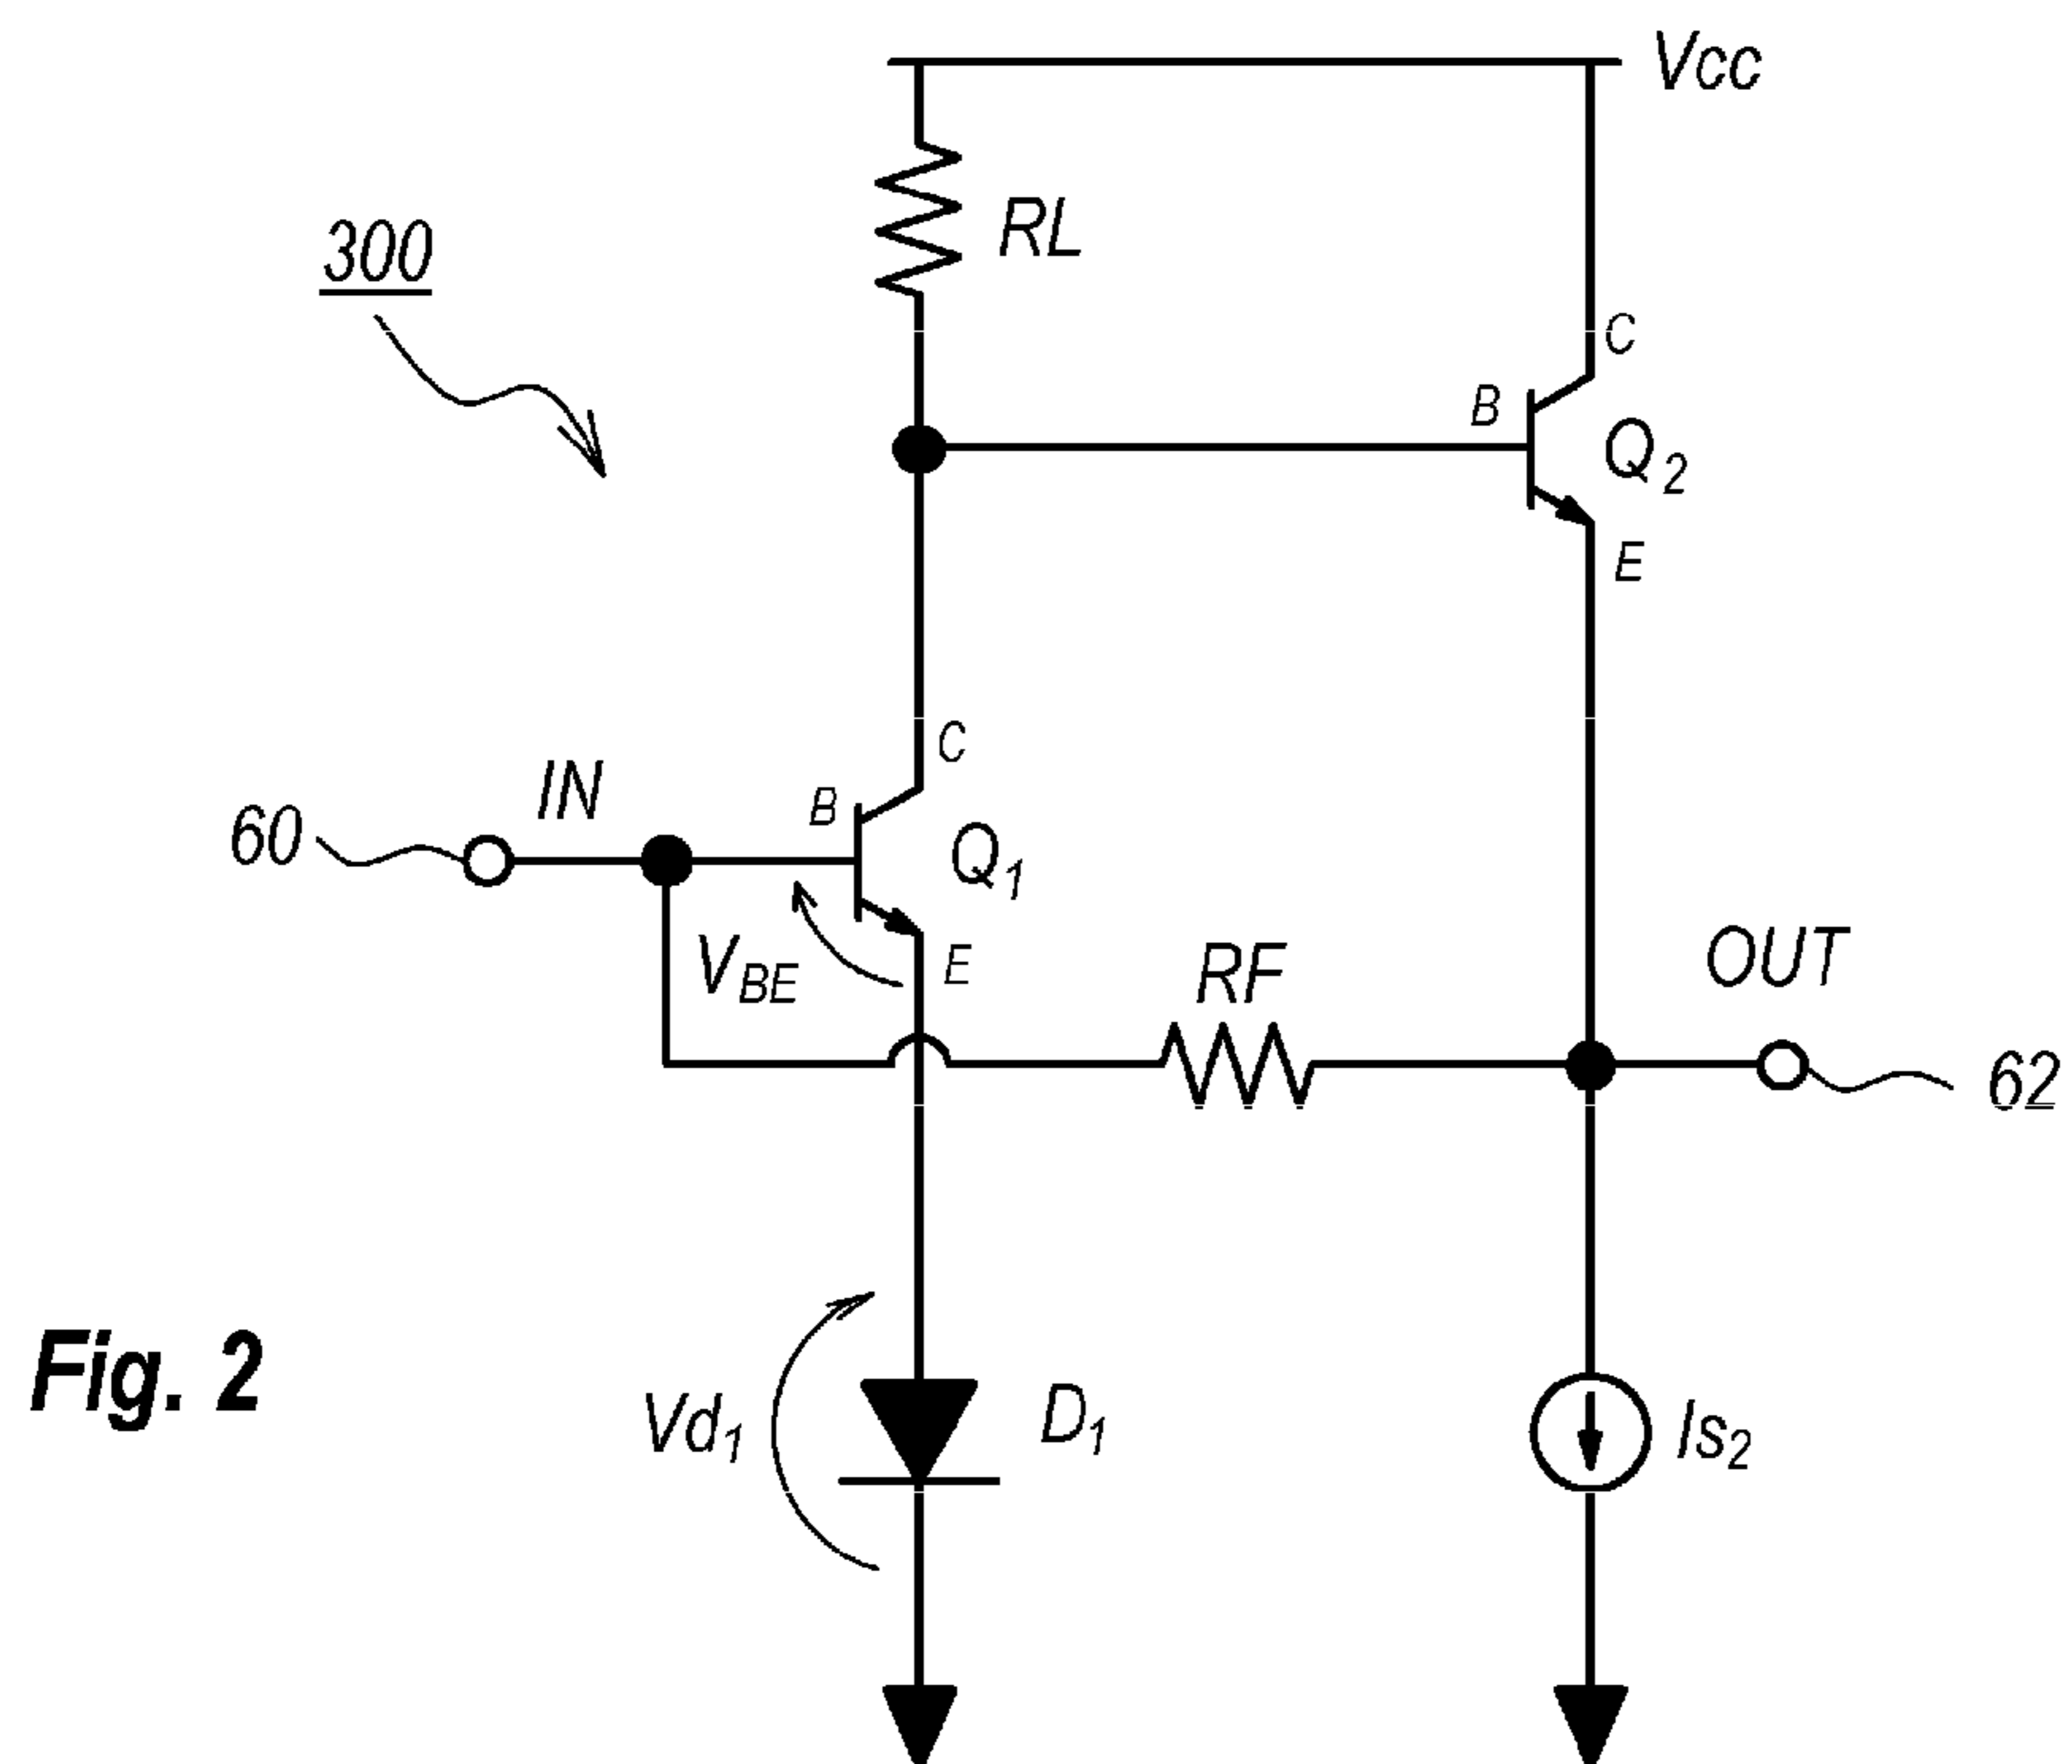 Vcc
RL
300
C
B
Q2
E
C
IN
B
60
Q1
VBE
E
RF
OUT
62
Fig. 2
Vd1
D1
Is2